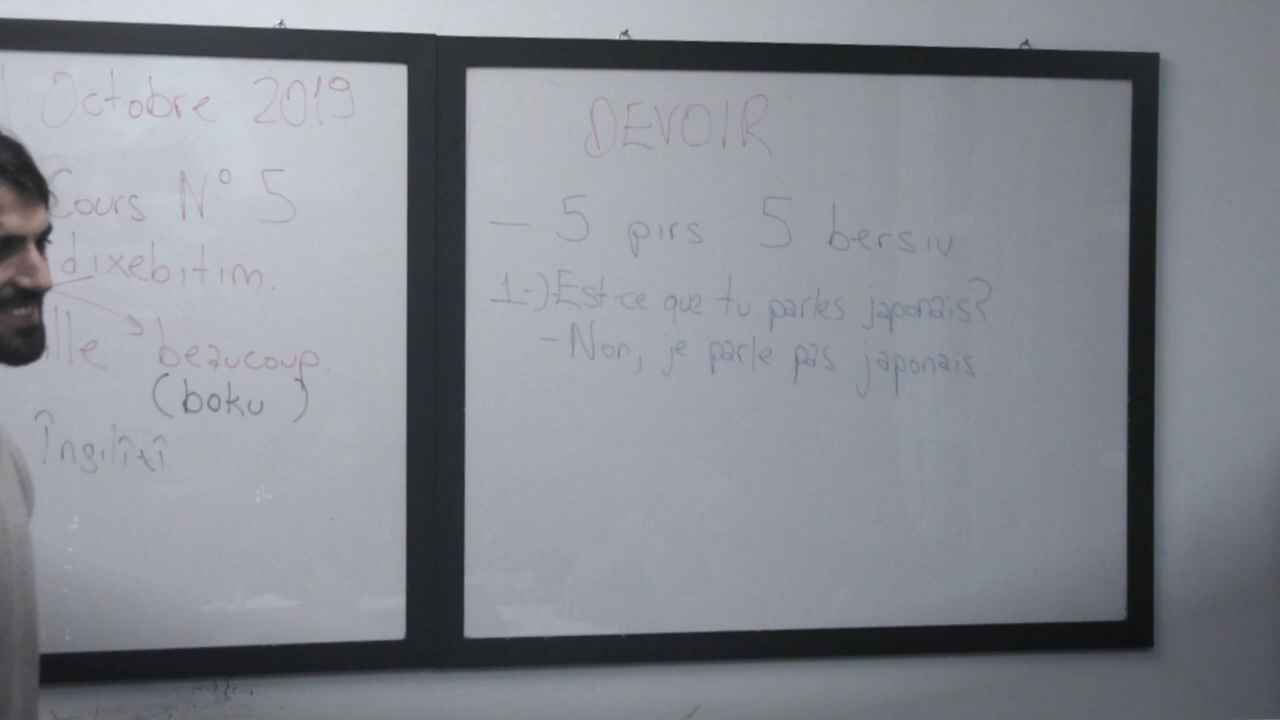 Octobre 2019
Cours N° 5
dixebitim.
lle beaucoup
(boku)
Îngilîzî
DEVOIR
- 5 pirs 5 bersiv
1-) Est-ce que tu parles japonais?
- Non, je parle pas japonais